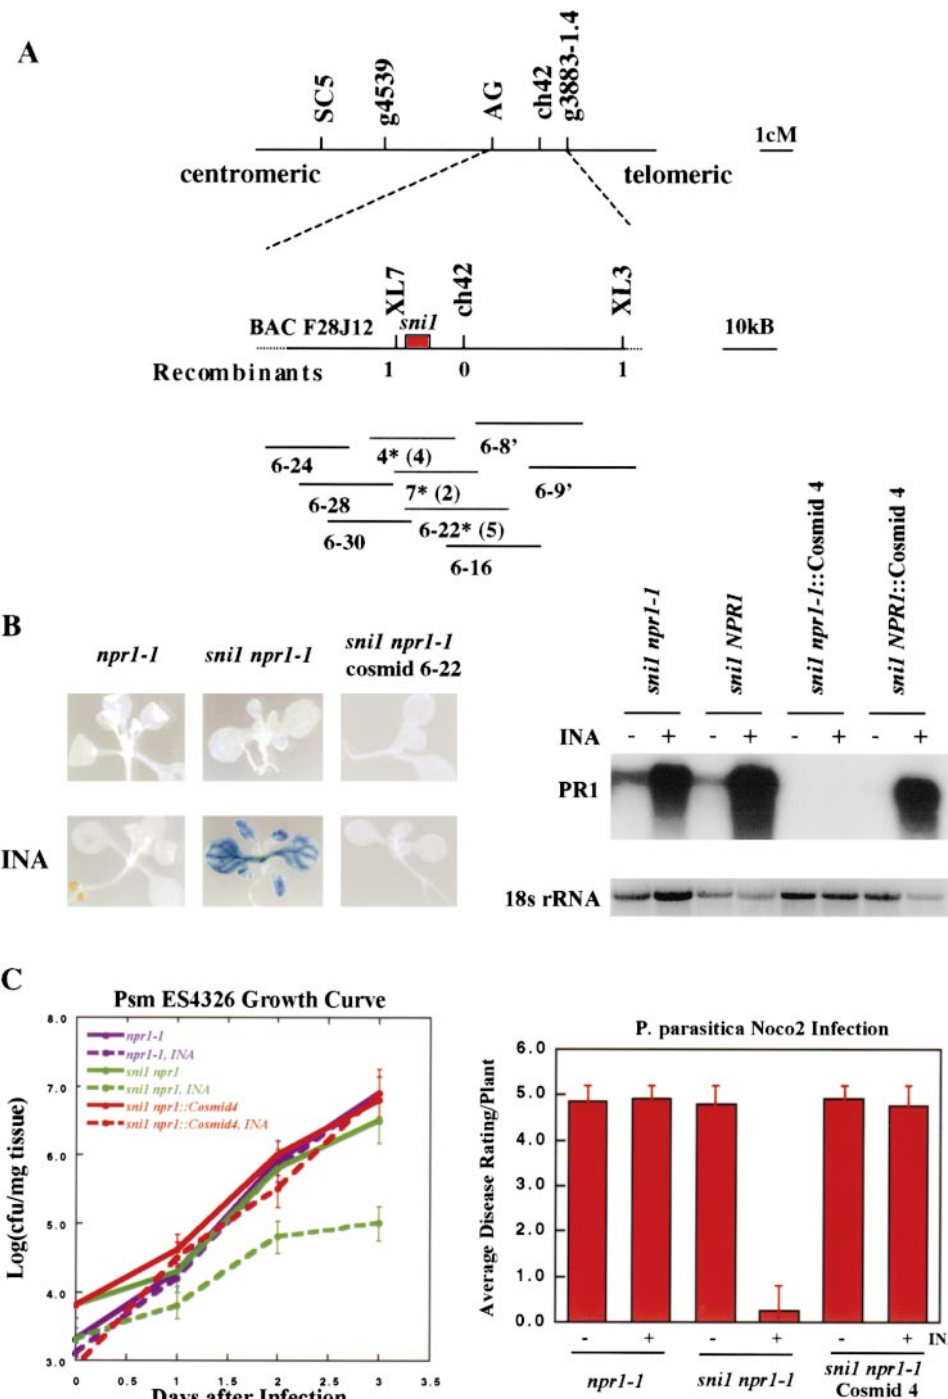 A
SC5 g4539 AG ch42 g3883-1.4
1cM
centromeric telomeric
XL7 ch42 XL3
BAC F28J12 sni1 10kB
Recombinants 1 0 1
6-24 4* (4) 6-8’
6-28 7* (2) 6-9’
6-30 6-22* (5)
6-16
B
npr1-1 sni1 npr1-1 sni1 npr1-1
cosmid 6-22
INA
sni1 npr1-1 sni1 NPR1 sni1 npr1-1::Cosmid 4 sni1 NPR1::Cosmid 4
INA - + - + - + - +
PR1
18s rRNA
C
Psm ES4326 Growth Curve
npr1-1
npr1-1, INA
sni1 npr1
sni1 npr1, INA
sni1 npr1::Cosmid4
sni1 npr1::Cosmid4, INA
Log(cfu/mg tissue)
8.0
7.0
6.0
5.0
4.0
3.0
0 0.5 1.0 1.5 2.0 2.5 3.0 3.5
Days after Infection
P. parasitica Noco2 Infection
Average Disease Rating/Plant
6.0
5.0
4.0
3.0
2.0
1.0
0.0
- + - + - + IN
npr1-1 sni1 npr1-1 sni1 npr1-1
Cosmid 4